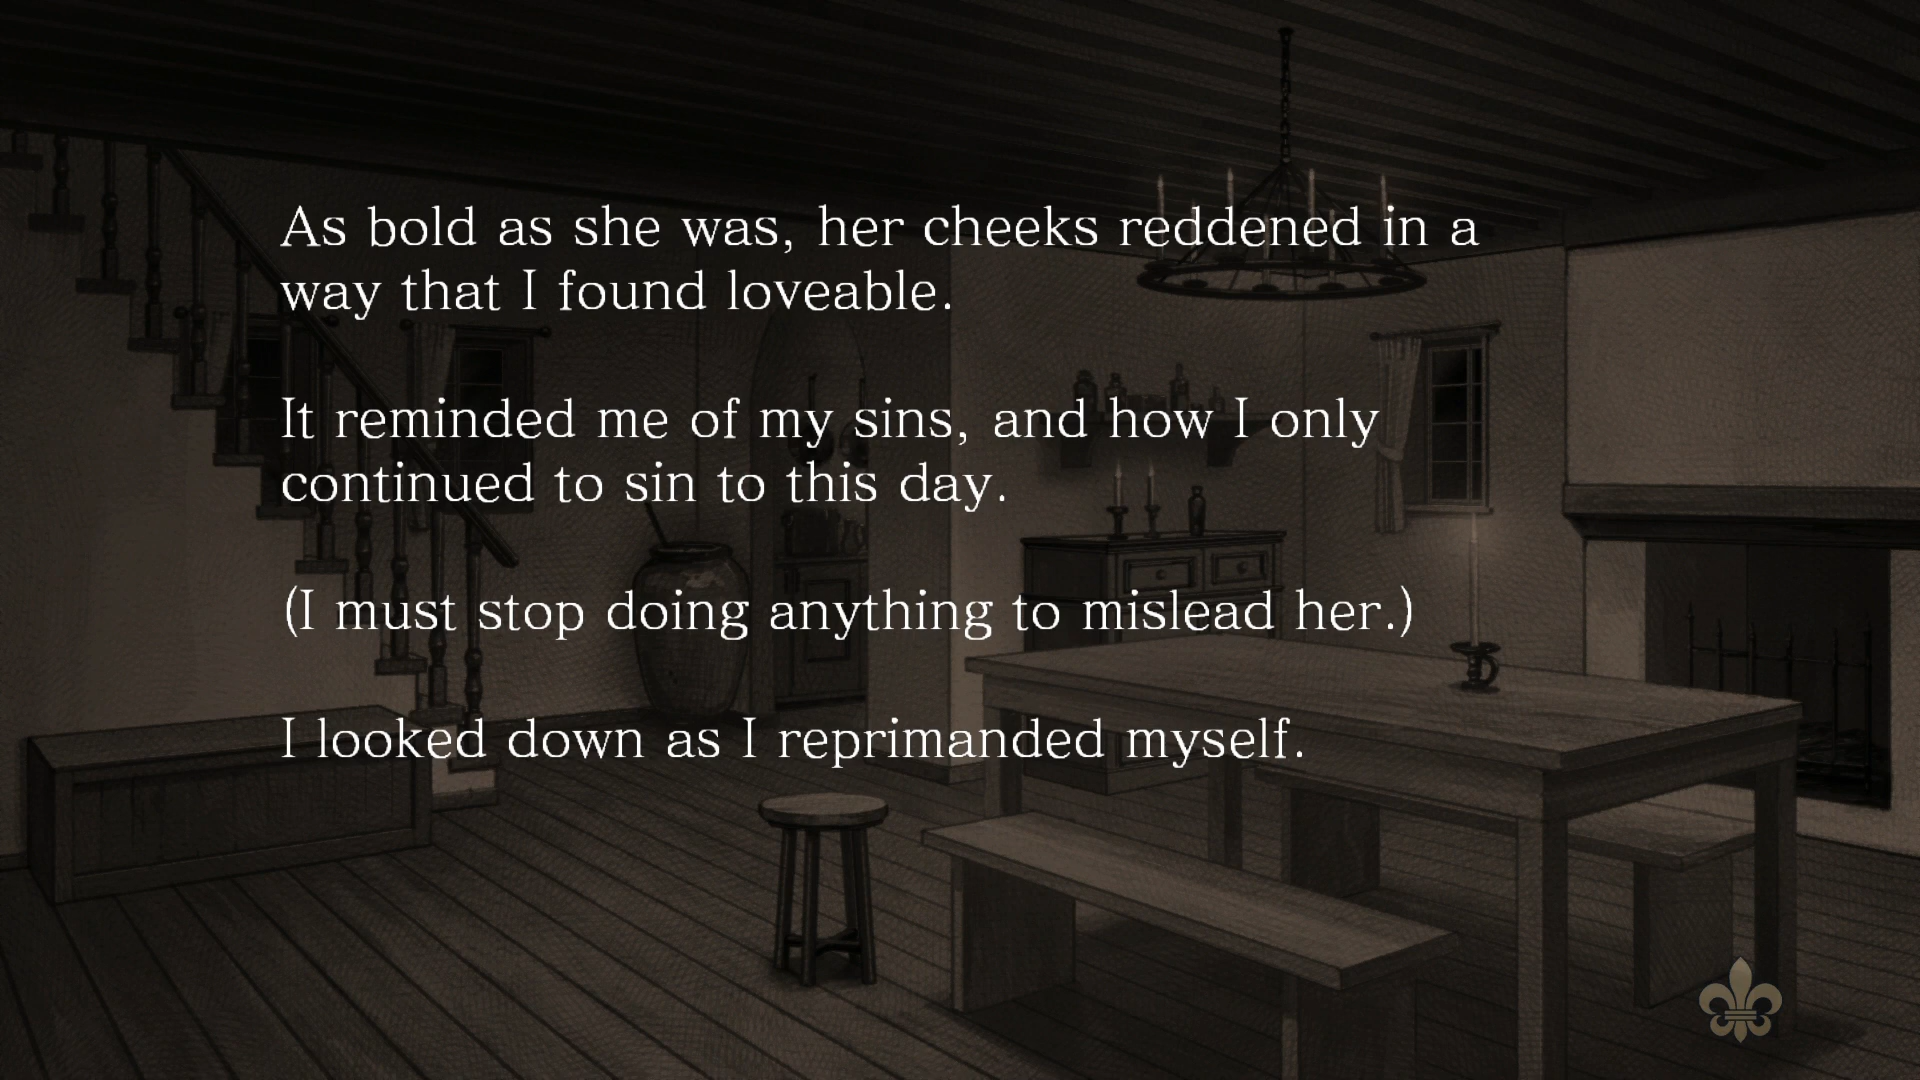 As bold as she was, her cheeks reddened in a
way that I found loveable.
It reminded me of my sins, and how I only
continued to sin to this day.
(I must stop doing anything to mislead her.)
I looked down as I reprimanded myself.